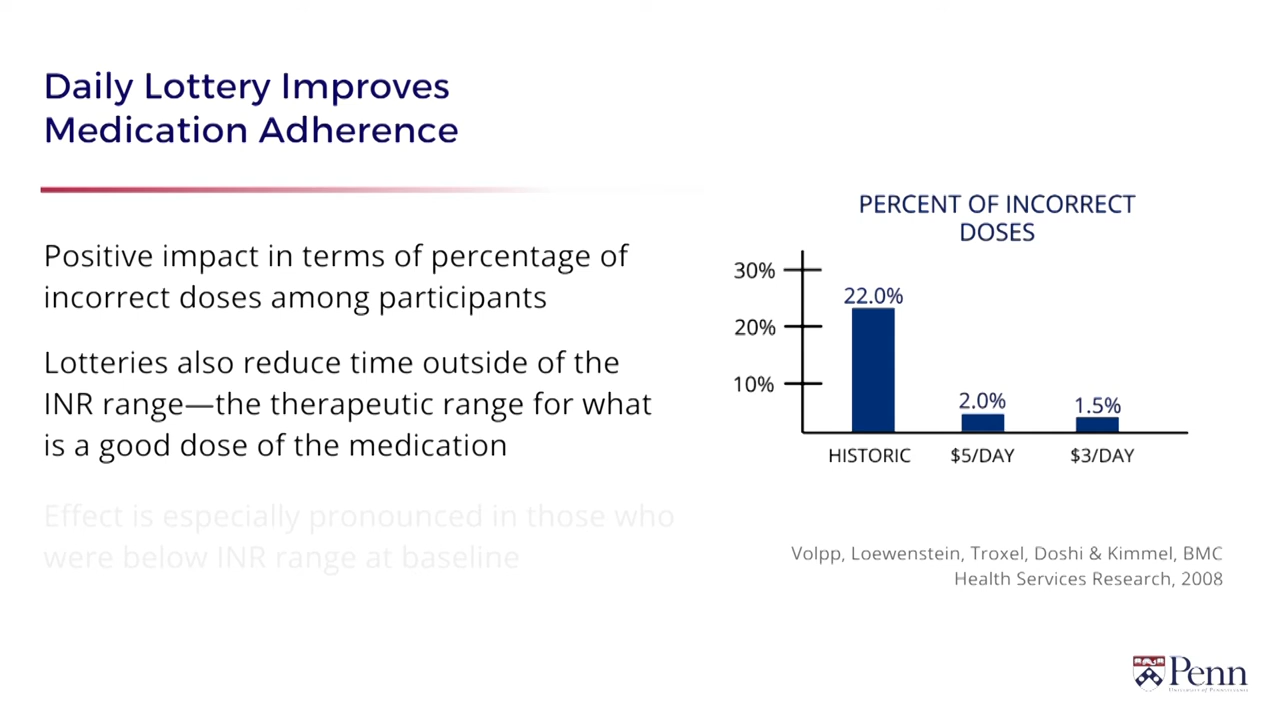 Daily Lottery Improves
Medication Adherence
Positive impact in terms of percentage of
incorrect doses among participants
Lotteries also reduce time outside of the
INR range—the therapeutic range for what
is a good dose of the medication
Effect is especially pronounced in those who
were below INR range at baseline
PERCENT OF INCORRECT
DOSES
30%
22.0%
20%
10%
2.0%
1.5%
HISTORIC $5/DAY $3/DAY
Volpp, Loewenstein, Troxel, Doshi & Kimmel, BMC
Health Services Research, 2008
Penn
University of Pennsylvania